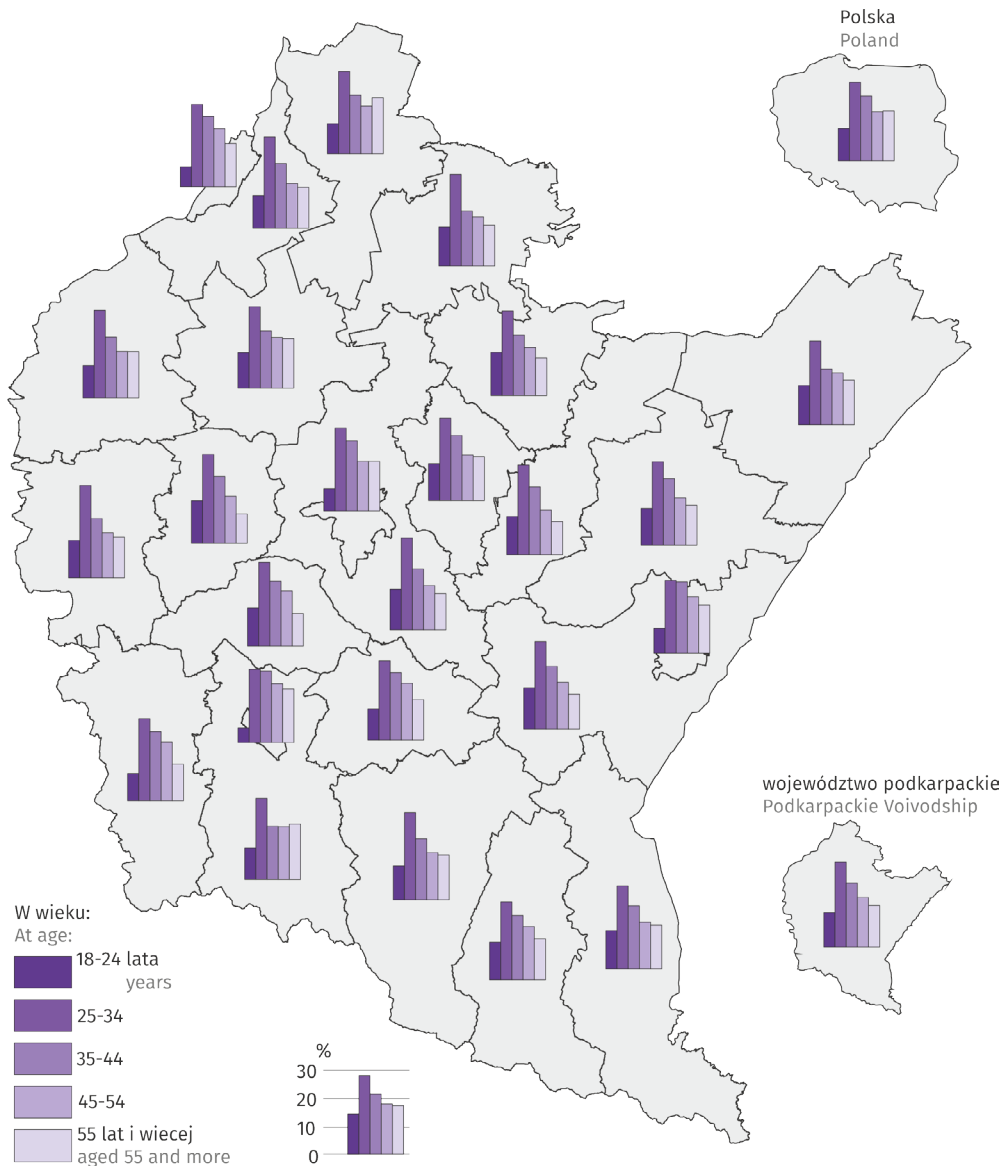 Polska
Poland
województwo podkarpackie
Podkarpackie Voivodship
W wieku:
At age:
18-24 lata
years
25-34
35-44
45-54
55 lat i wiecej
aged 55 and more
%
30
20
10
0